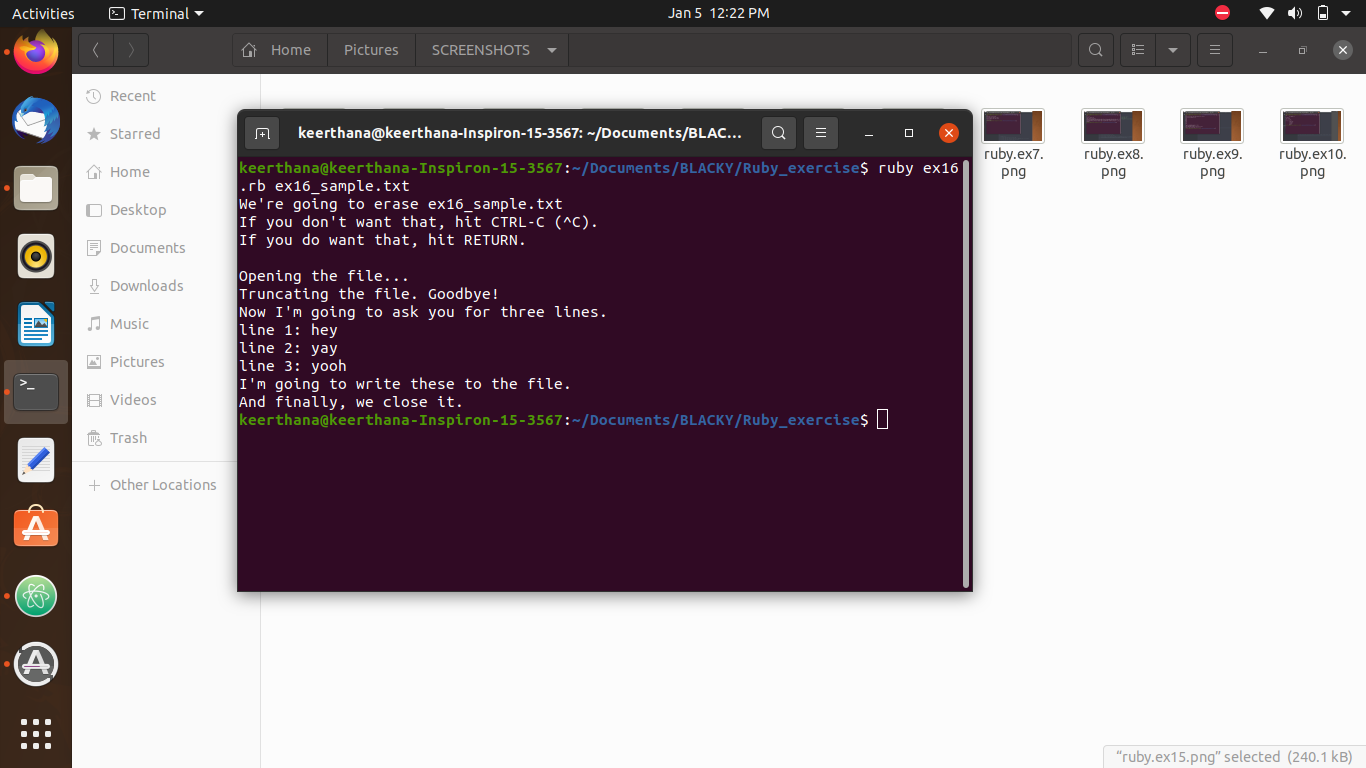 Activities
Terminal
Jan 5 12:22 PM
Home
Pictures
SCREENSHOTS
Recent
Starred
Home
Desktop
Documents
Downloads
Music
Pictures
Videos
Trash
Other Locations
keerthana@keerthana-Inspiron-15-3567: ~/Documents/BLAC...
keerthana@keerthana-Inspiron-15-3567:~/Documents/BLACKY/Ruby_exercise$ ruby ex16
.rb ex16_sample.txt
We're going to erase ex16_sample.txt
If you don't want that, hit CTRL-C (^C).
If you do want that, hit RETURN.
Opening the file...
Truncating the file. Goodbye!
Now I'm going to ask you for three lines.
line 1: hey
line 2: yay
line 3: yooh
I'm going to write these to the file.
And finally, we close it.
keerthana@keerthana-Inspiron-15-3567:~/Documents/BLACKY/Ruby_exercise$
ruby.ex7.
png
ruby.ex8.
png
ruby.ex9.
png
ruby.ex10.
png
“ruby.ex15.png” selected (240.1 kB)